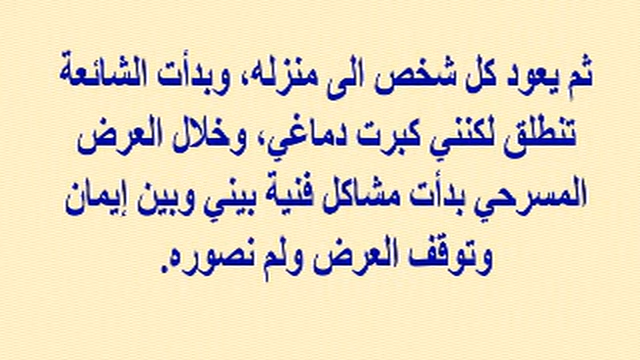 ثم يعود كل شخص الى منزله، وبدأت الشائعة
تنطلق لكنني كبرت دماغي، وخلال العرض
المسرحي بدأت مشاكل فنية بيني وبين إيمان
وتوقف العرض ولم نصوره.